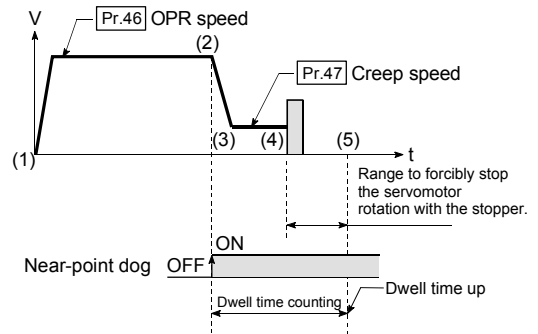 Pr.46 OPR speed
V
(2)
Pr.47 Creep speed
(1)
(3)
(4)
(5)
t
Range to forcibly stop
the servomotor
rotation with the stopper.
ON
Near-point dog OFF
Dwell time counting
Dwell time up